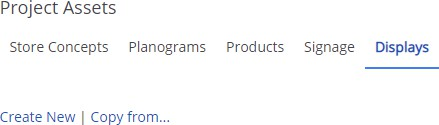 Project Assets
Store Concepts Planograms Products Signage Displays
Create New | Copy from...